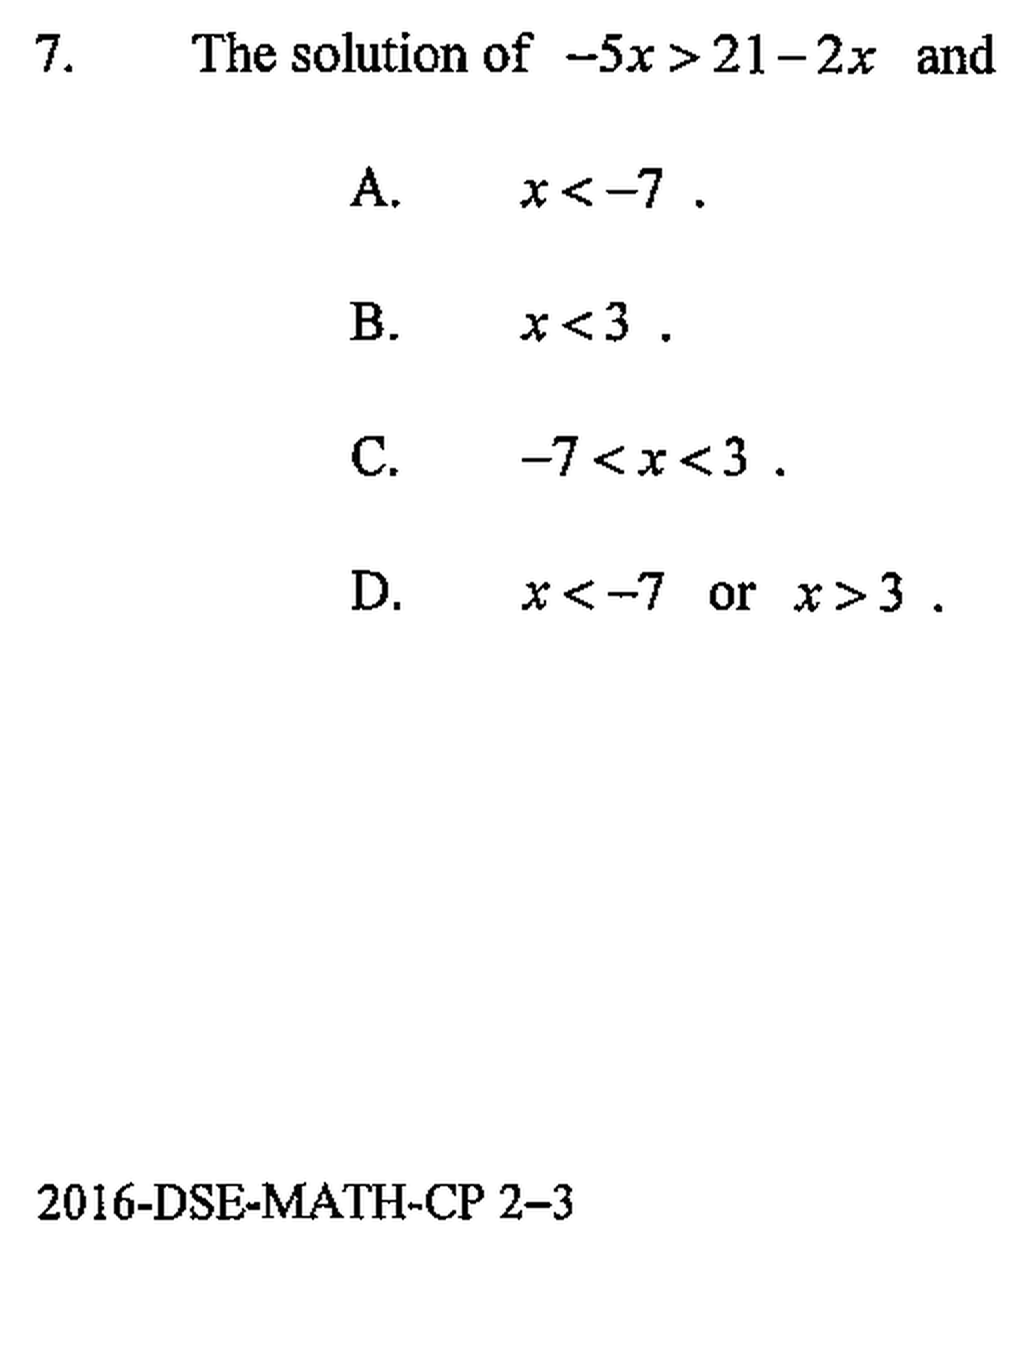 7. The solution of −5x > 21 − 2x and
A. x < −7 .
B. x < 3 .
C. −7 < x < 3 .
D. x < −7 or x > 3 .
2016-DSE-MATH-CP 2–3